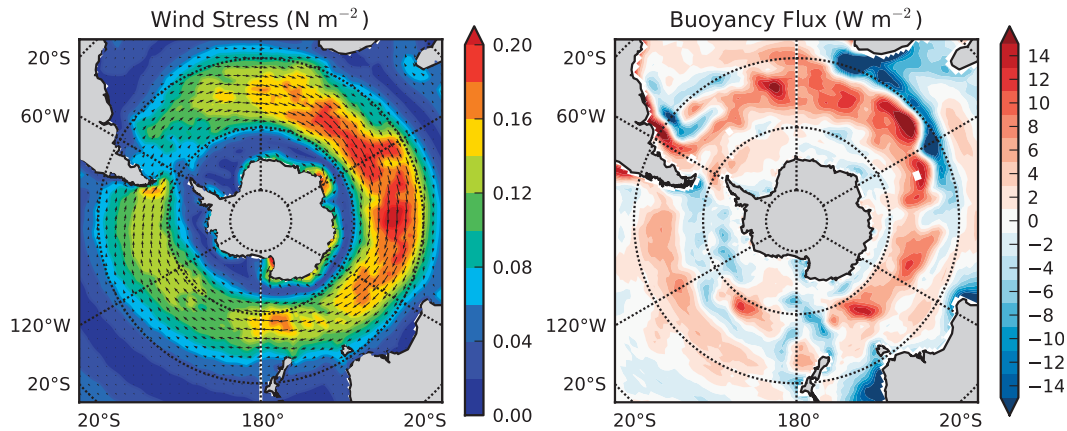 Wind Stress (N m⁻²)
20°S
60°W
120°W
20°S
20°S
180°
20°S
0.20
0.16
0.12
0.08
0.04
0.00
Buoyancy Flux (W m⁻²)
20°S
60°W
120°W
20°S
20°S
180°
20°S
14
12
10
8
6
4
2
0
−2
−4
−6
−8
−10
−12
−14